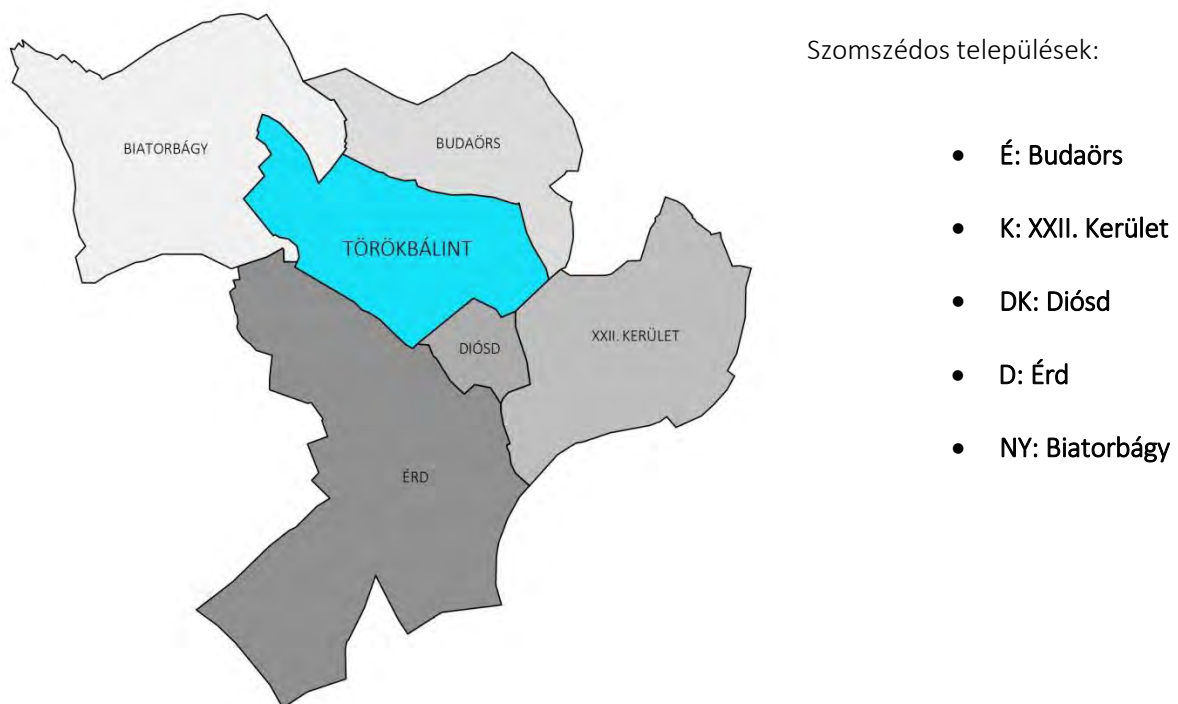 Szomszédos települések:
BIATORBÁGY
BUDAÖRS
TÖRÖKBÁLINT
DIÓSD
XXII. KERÜLET
ÉRD
• É: Budaörs
• K: XXII. Kerület
• DK: Diósd
• D: Érd
• NY: Biatorbágy